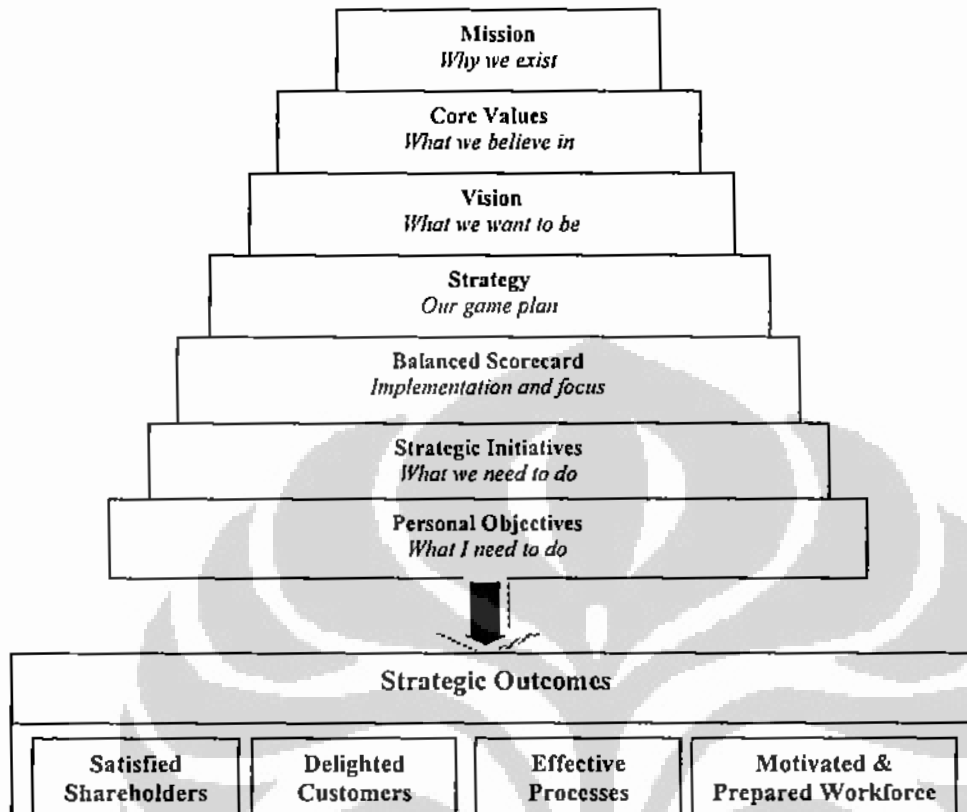 Mission
Why we exist
Core Values
What we believe in
Vision
What we want to be
Strategy
Our game plan
Balanced Scorecard
Implementation and focus
Strategic Initiatives
What we need to do
Personal Objectives
What I need to do
Strategic Outcomes
Satisfied
Shareholders
Delighted
Customers
Effective
Processes
Motivated &
Prepared Workforce